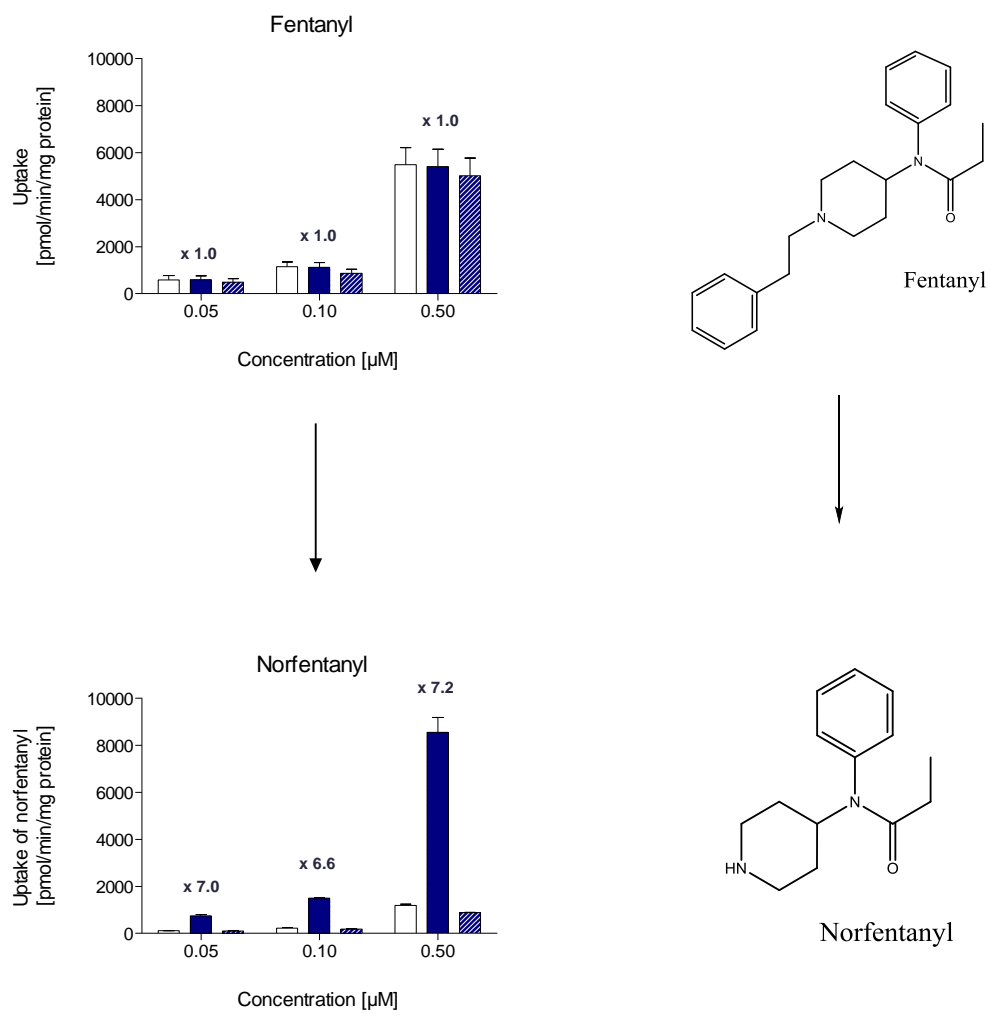 Fentanyl
10000
8000
6000
4000
2000
0
Uptake
[pmol/min/mg protein]
x 1.0
x 1.0
x 1.0
0.05 0.10 0.50
Concentration [µM]
N
O
N
Fentanyl
Norfentanyl
10000
8000
6000
4000
2000
0
Uptake of norfentanyl
[pmol/min/mg protein]
x 7.0
x 6.6
x 7.2
0.05 0.10 0.50
Concentration [µM]
N
O
HN
Norfentanyl